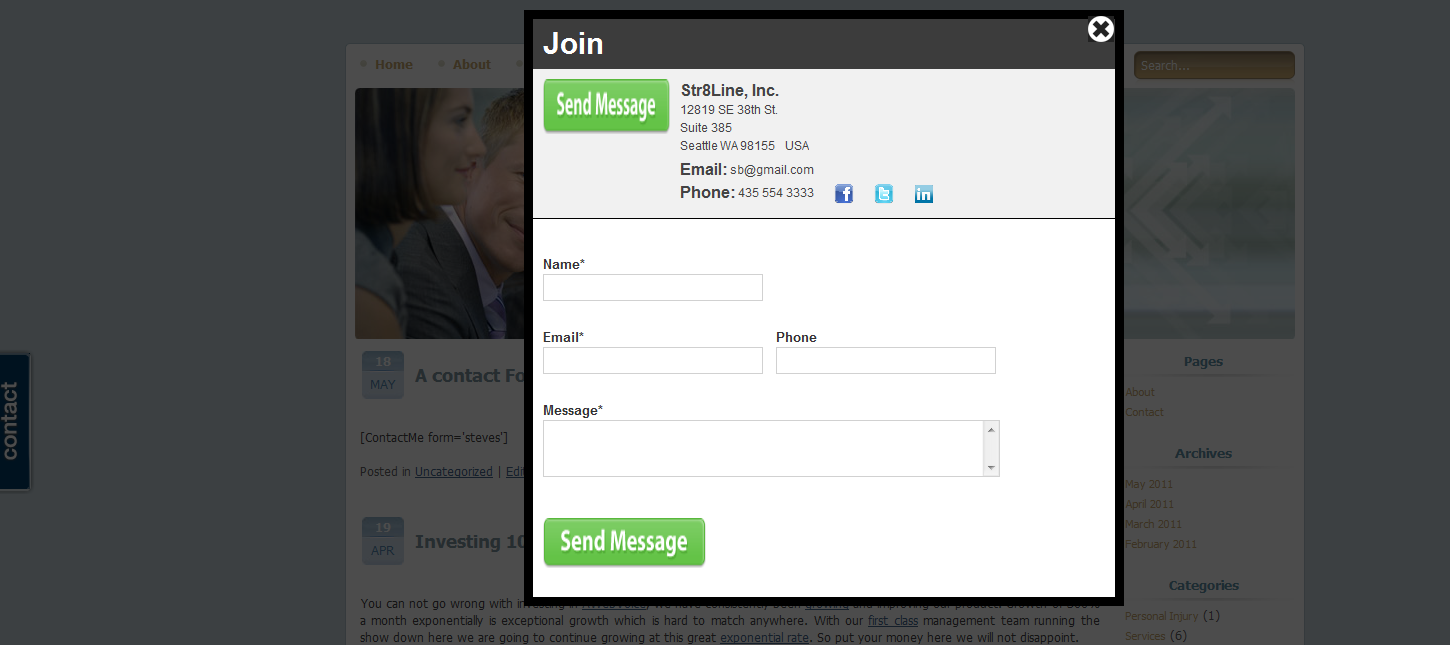 Join
Send Message
Str8Line, Inc.
12819 SE 38th St.
Suite 385
Seattle WA 98155 USA
Email: sb@gmail.com
Phone: 435 554 3333
Name*
Email* Phone
Message*
Send Message
Home About
Search...
contact
18
MAY
A contact Fo
[ContactMe form='steves']
Posted in Uncategorized | Edit
19
APR
Investing 10
You can not go wrong with investing in
a month exponentially is exceptional growth which is hard to match anywhere. With our first class management team running the
show down here we are going to continue growing at this great exponential rate. So put your money here we will not disappoint.
Pages
About
Contact
Archives
May 2011
April 2011
March 2011
February 2011
Categories
Personal Injury (1)
Services (6)